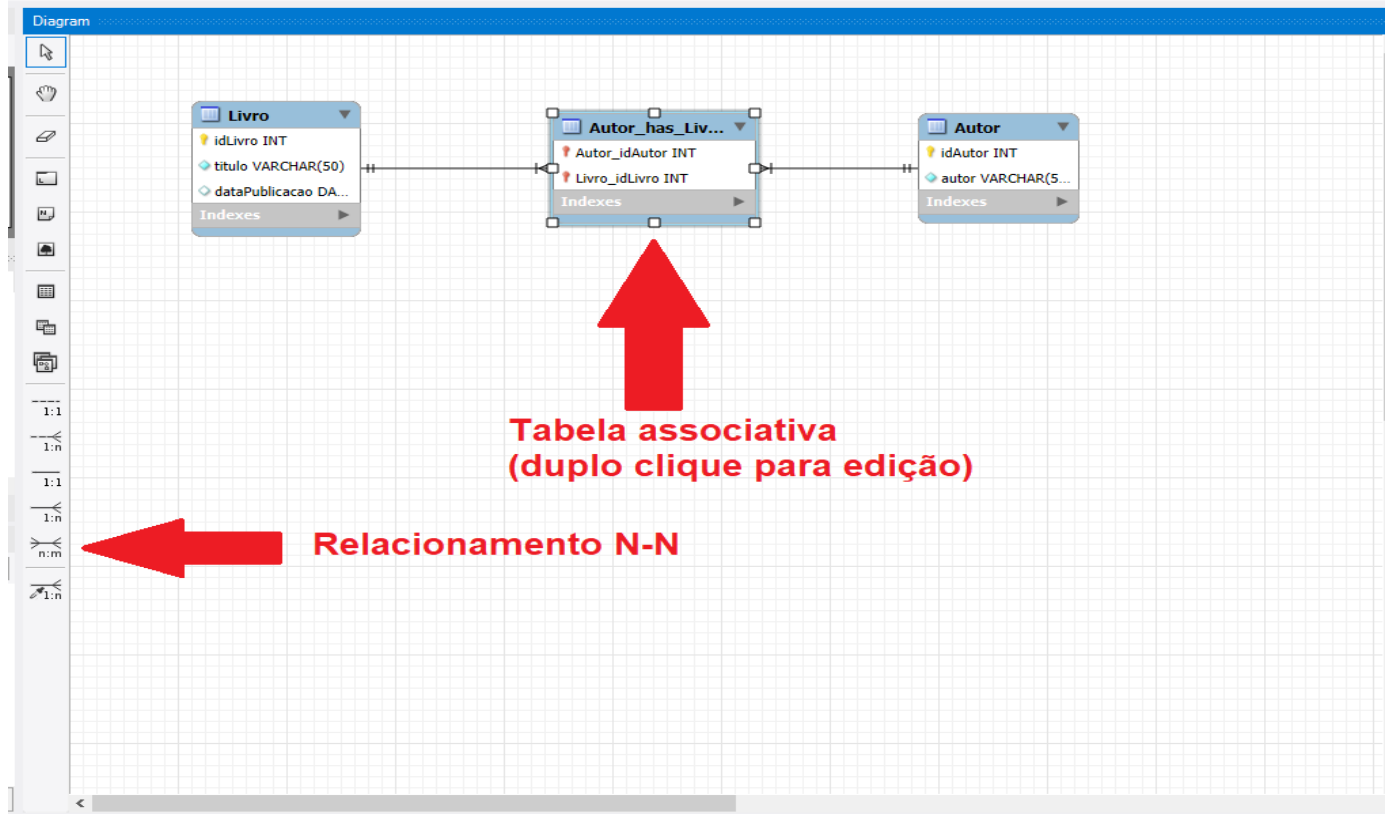 Diagram
Livro
idLivro INT
titulo VARCHAR(50)
dataPublicacao DA...
Indexes
Autor_has_Liv...
Autor_idAutor INT
Livro_idLivro INT
Indexes
Autor
idAutor INT
autor VARCHAR(5...
Indexes
Tabela associativa
(duplo clique para edição)
1:1
1:n
1:1
1:n
Relacionamento N-N
n:m
1:n